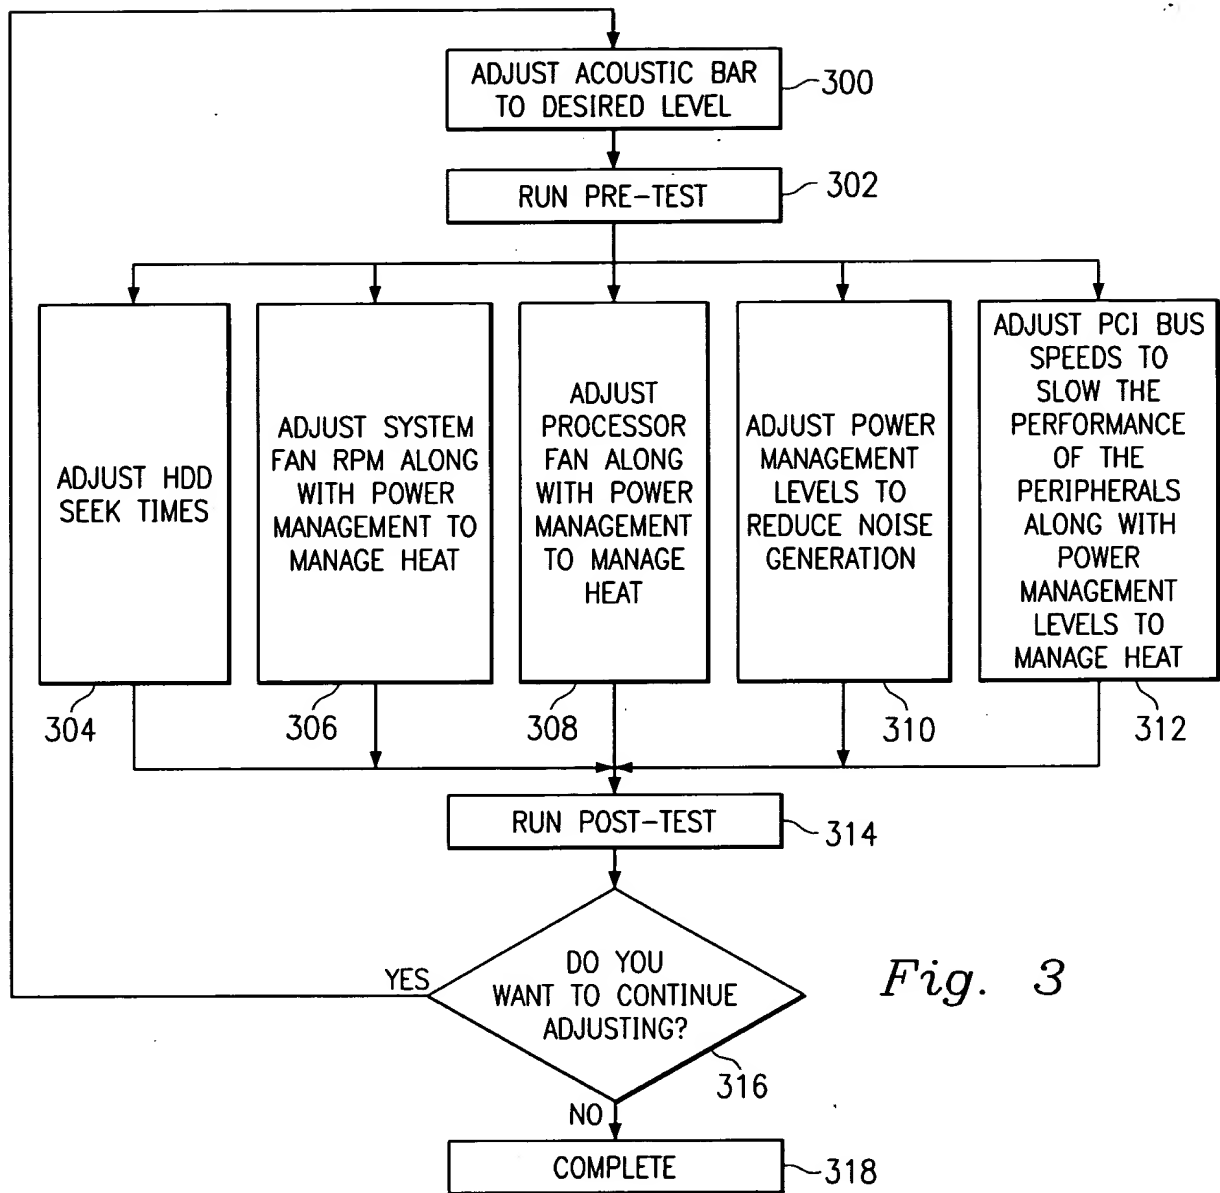 ADJUST ACOUSTIC BAR
TO DESIRED LEVEL
300
RUN PRE-TEST
302
ADJUST HDD
SEEK TIMES
304
ADJUST SYSTEM
FAN RPM ALONG
WITH POWER
MANAGEMENT TO
MANAGE HEAT
306
ADJUST
PROCESSOR
FAN ALONG
WITH POWER
MANAGEMENT
TO MANAGE
HEAT
308
ADJUST POWER
MANAGEMENT
LEVELS TO
REDUCE NOISE
GENERATION
310
ADJUST PCI BUS
SPEEDS TO
SLOW THE
PERFORMANCE
OF THE
PERIPHERALS
ALONG WITH
POWER
MANAGEMENT
LEVELS TO
MANAGE HEAT
312
RUN POST-TEST
314
DO YOU
WANT TO CONTINUE
ADJUSTING?
316
YES
NO
COMPLETE
318
Fig. 3